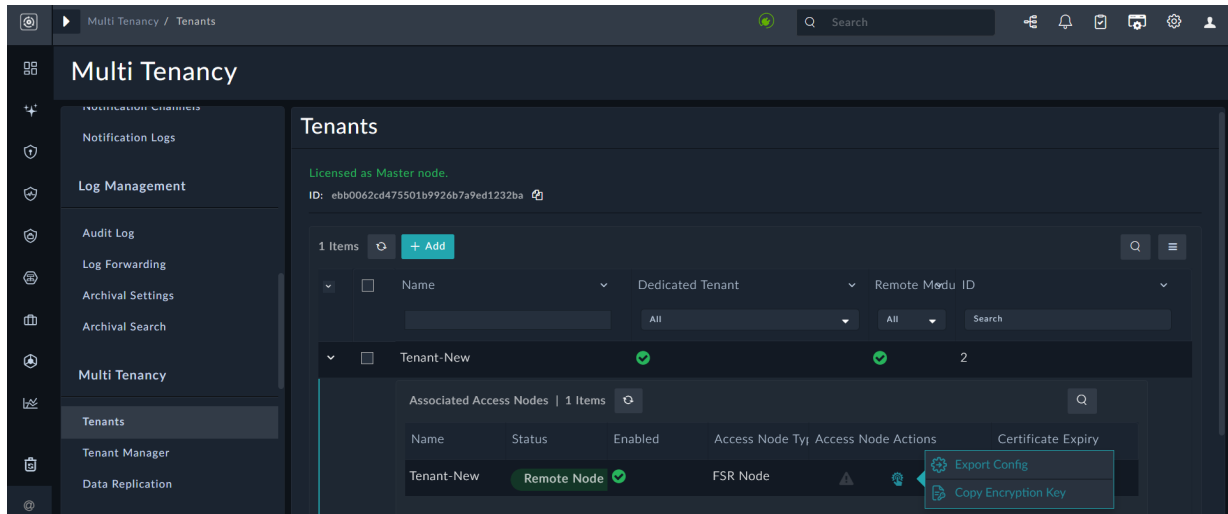 Multi Tenancy / Tenants
Search
Multi Tenancy
Notification Channels
Notification Logs
Log Management
Audit Log
Log Forwarding
Archival Settings
Archival Search
Multi Tenancy
Tenants
Tenant Manager
Data Replication
@
Tenants
Licensed as Master node.
ID: ebb0062cd475501b9926b7a9ed1232ba
1 Items
+ Add
Name Dedicated Tenant Remote Modu ID
All All Search
Tenant-New 2
Associated Access Nodes | 1 Items
Name Status Enabled Access Node Typ Access Node Actions Certificate Expiry
Tenant-New Remote Node FSR Node
Export Config
Copy Encryption Key